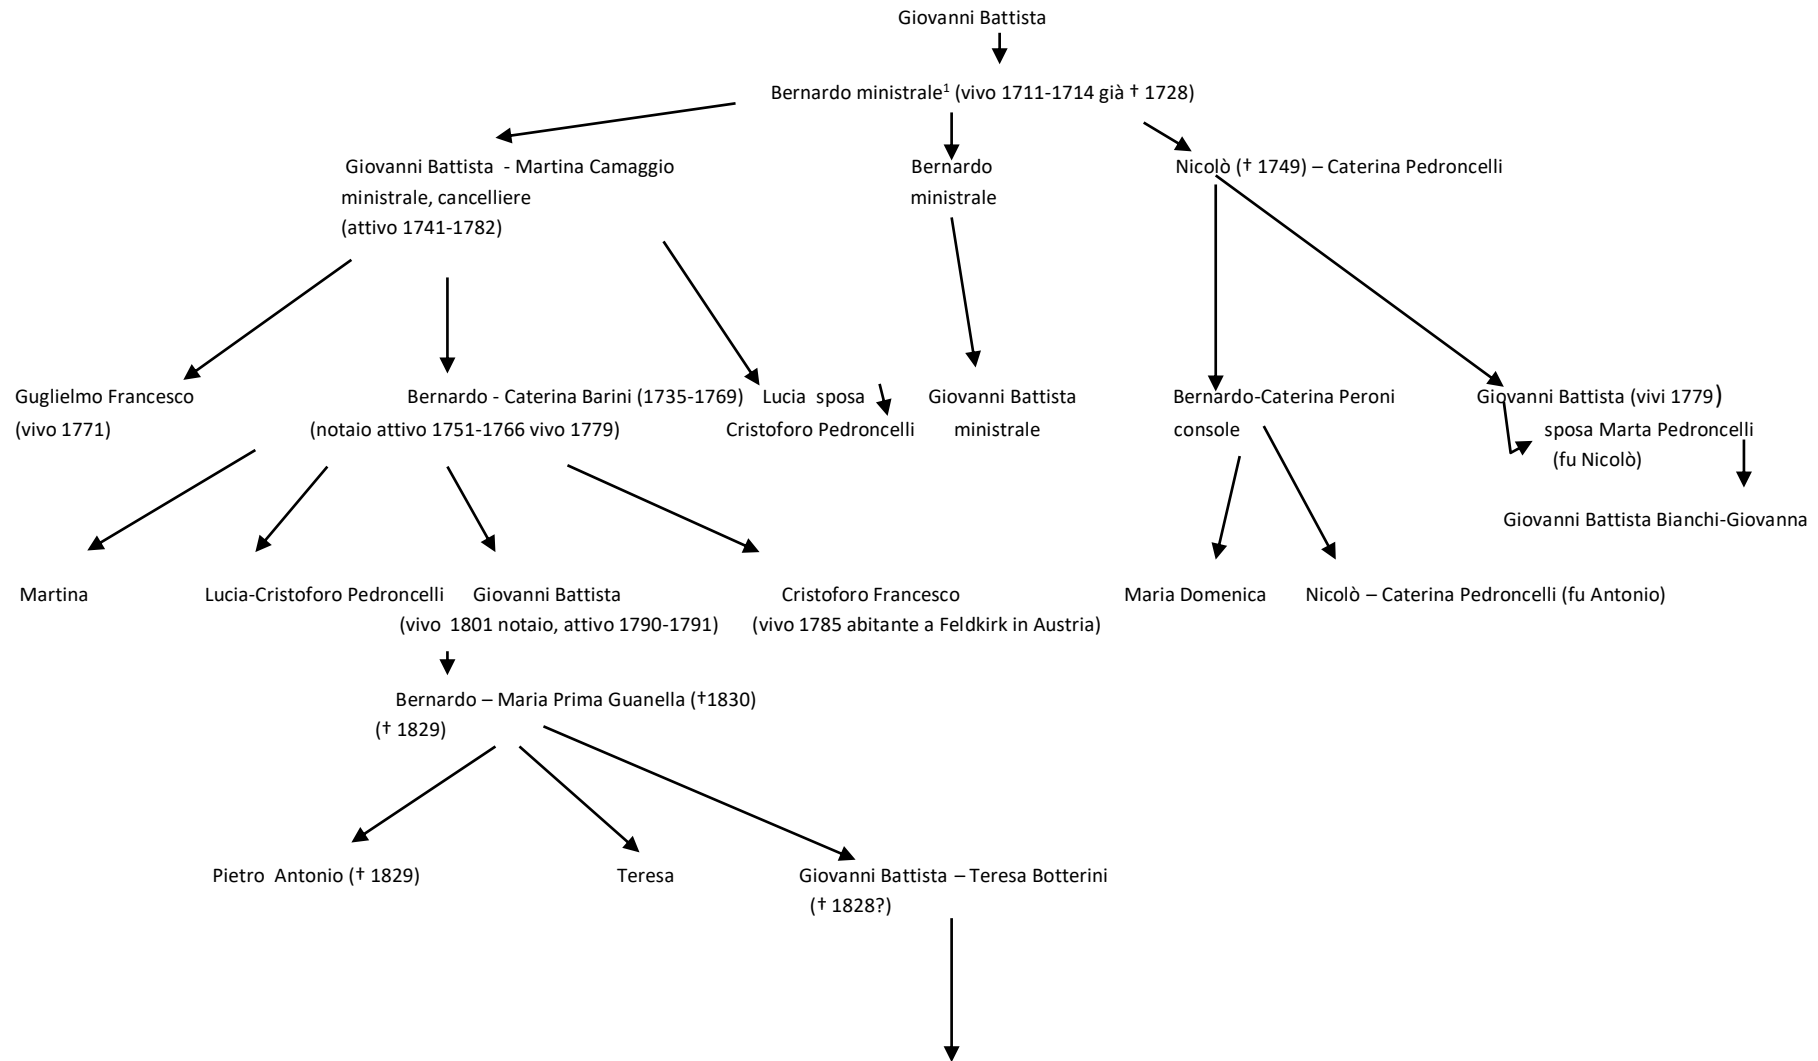 Giovanni Battista
Bernardo ministrale¹ (vivo 1711-1714 già † 1728)
Giovanni Battista - Martina Camaggio
ministrale, cancelliere
(attivo 1741-1782)
Bernardo
ministrale
Nicolò († 1749) – Caterina Pedroncelli
Guglielmo Francesco
(vivo 1771)
Bernardo - Caterina Barini (1735-1769)
(notaio attivo 1751-1766 vivo 1779)
Lucia sposa
Cristoforo Pedroncelli
Giovanni Battista
ministrale
Bernardo-Caterina Peroni
console
Giovanni Battista (vivi 1779)
sposa Marta Pedroncelli
(fu Nicolò)
Giovanni Battista Bianchi-Giovanna
Martina
Lucia-Cristoforo Pedroncelli
Giovanni Battista
(vivo 1801 notaio, attivo 1790-1791)
Cristoforo Francesco
(vivo 1785 abitante a Feldkirk in Austria)
Maria Domenica
Nicolò – Caterina Pedroncelli (fu Antonio)
Bernardo – Maria Prima Guanella (†1830)
(† 1829)
Pietro Antonio († 1829)
Teresa
Giovanni Battista – Teresa Botterini
(† 1828?)